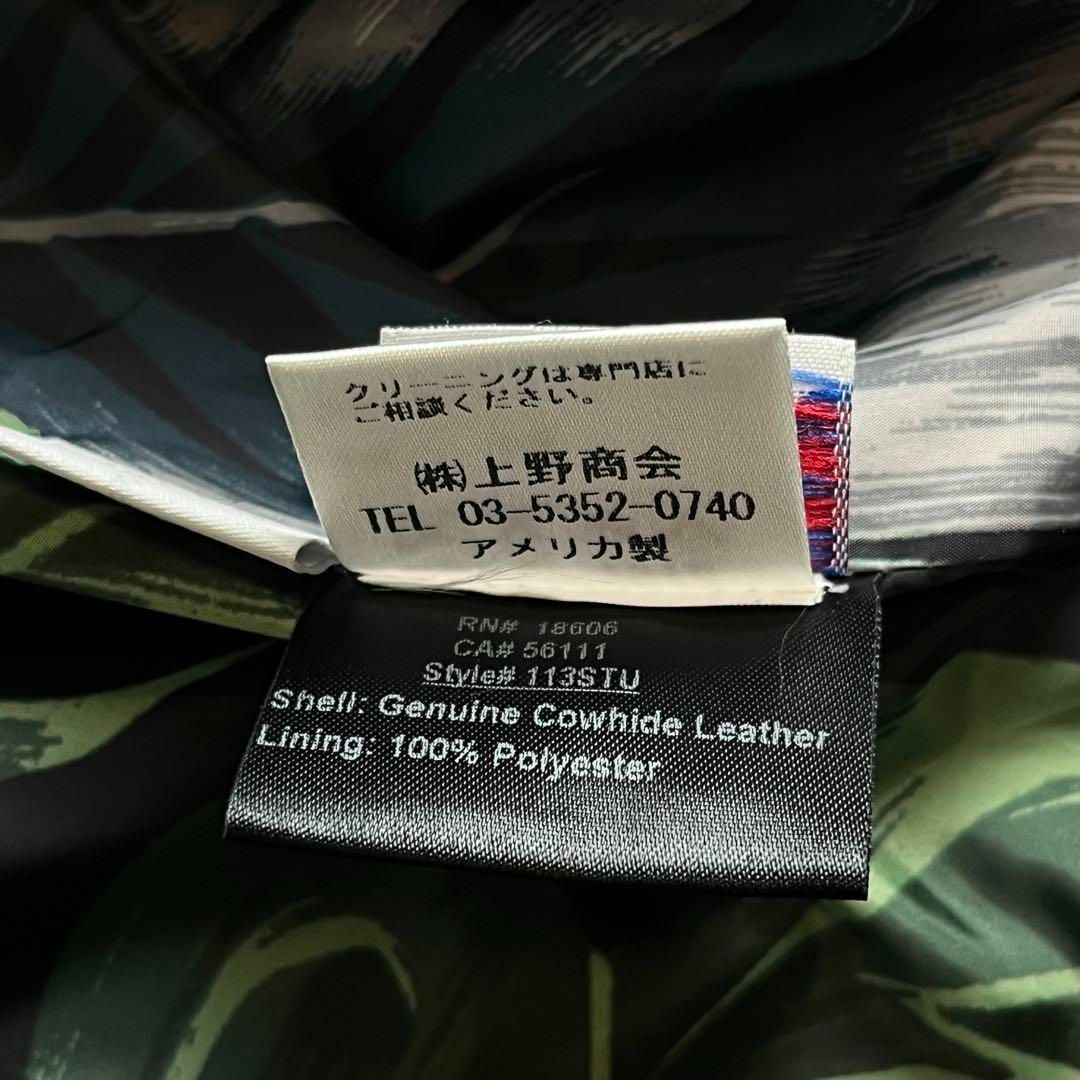 クリーニングは専門店に
ご相談ください。
(株)上野商会
TEL 03-5352-0740
アメリカ製
RN# 18606
CA# 56111
Style# 113STU
Shell: Genuine Cowhide Leather
Lining: 100% Polyester